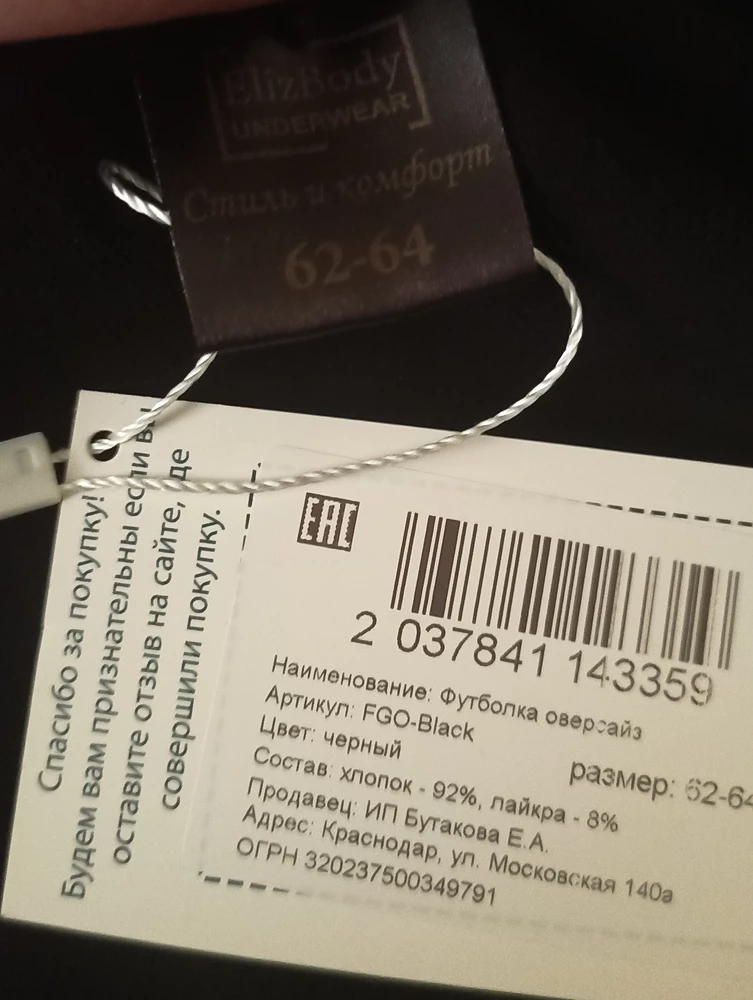 ElizBody
UNDERWEAR
Стиль и комфорт
62-64
Спасибо за покупку!
Будем вам признательны если вы
оставите отзыв на сайте, где
совершили покупку.
EAC
2 037841 143359
Наименование: Футболка оверсайз
Артикул: FGO-Black
Цвет: черный
размер: 62-64
Состав: хлопок - 92%, лайкра - 8%
Продавец: ИП Бутакова Е.А.
Адрес: Краснодар, ул. Московская 140а
ОГРН 320237500349791